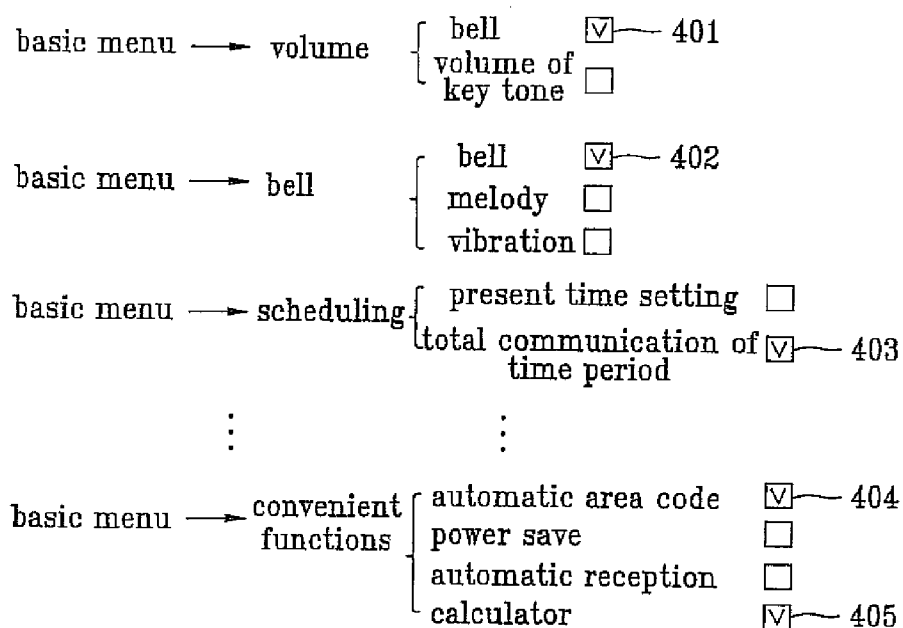 bell 401
basic menu volume volume of
key tone
bell 402
basic menu bell melody
vibration
present time setting
basic menu scheduling total communication of 403
time period
automatic area code 404
basic menu convenient power save
functions automatic reception
calculator 405